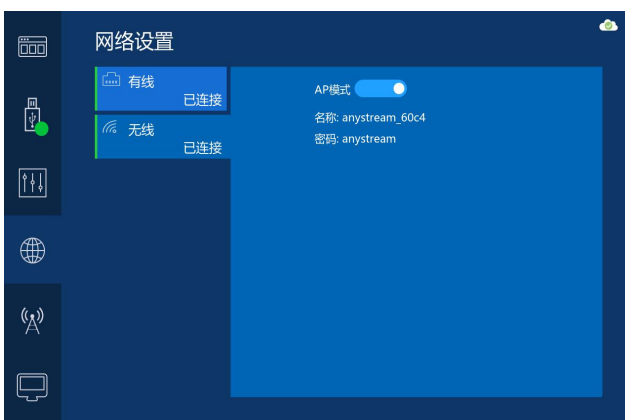 网络设置
有线
已连接
无线
已连接
AP模式
名称: anystream_60c4
密码: anystream